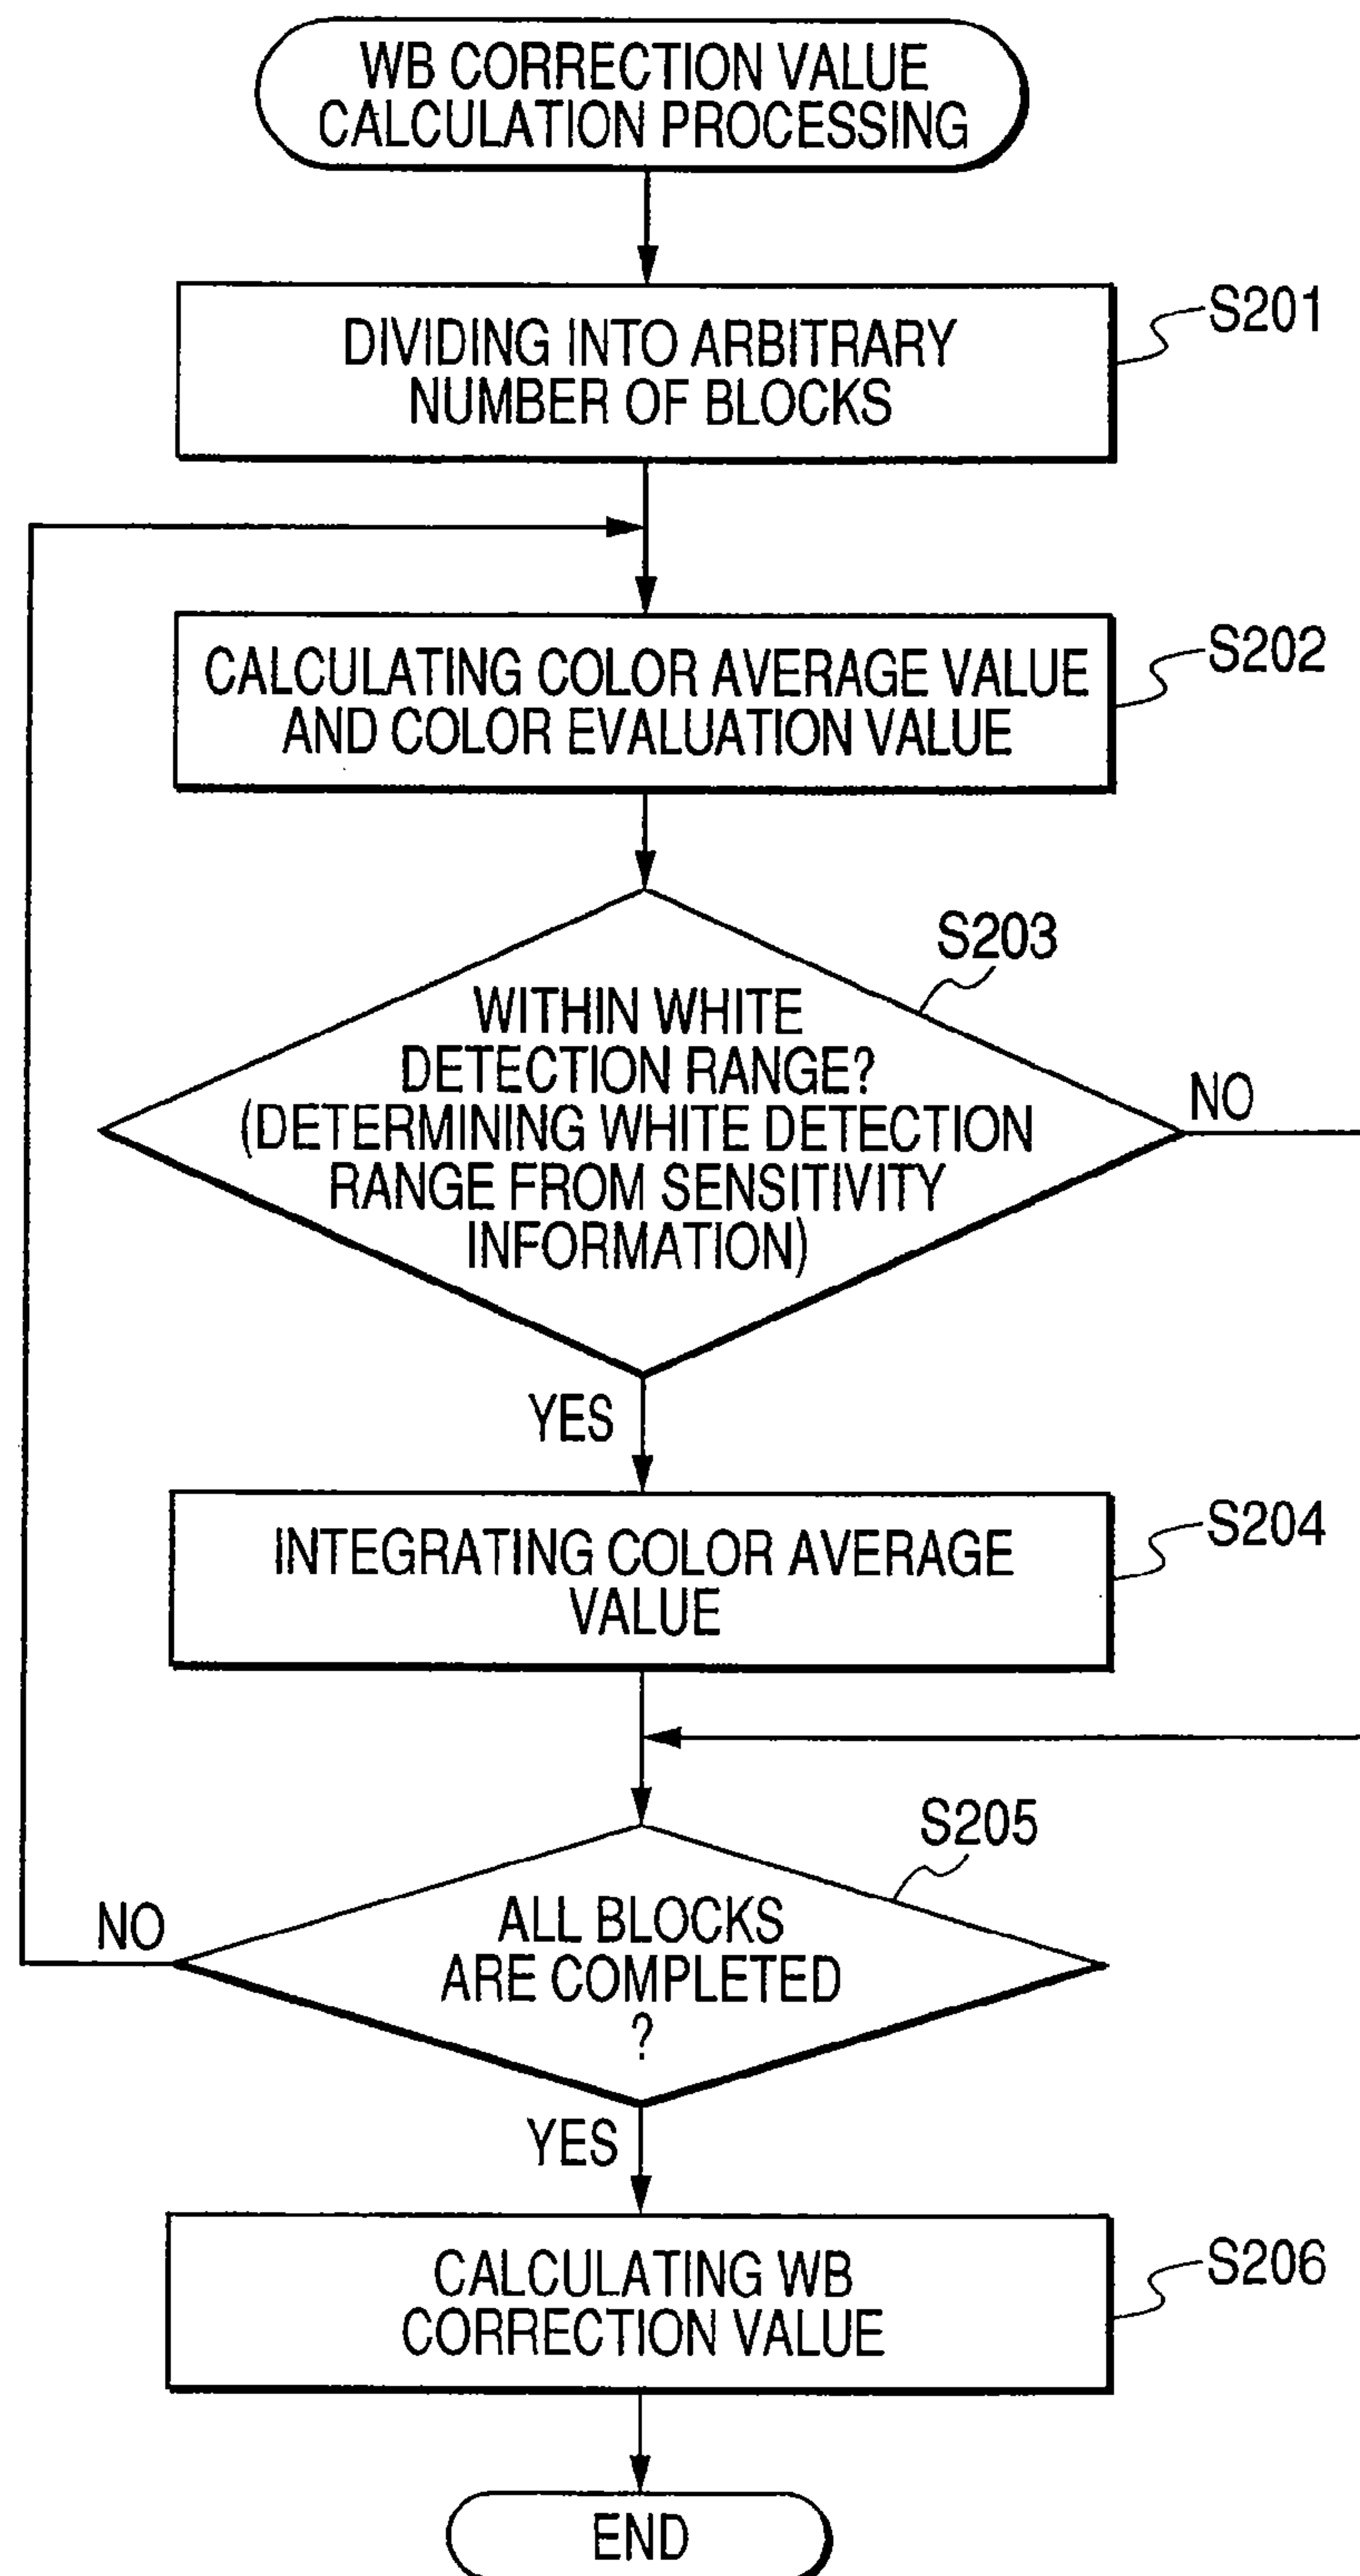 WB CORRECTION VALUE
CALCULATION PROCESSING
S201
DIVIDING INTO ARBITRARY
NUMBER OF BLOCKS
S202
CALCULATING COLOR AVERAGE VALUE
AND COLOR EVALUATION VALUE
S203
WITHIN WHITE
DETECTION RANGE?
(DETERMINING WHITE DETECTION
RANGE FROM SENSITIVITY
INFORMATION)
NO
YES
S204
INTEGRATING COLOR AVERAGE
VALUE
S205
ALL BLOCKS
ARE COMPLETED
?
NO
YES
S206
CALCULATING WB
CORRECTION VALUE
END